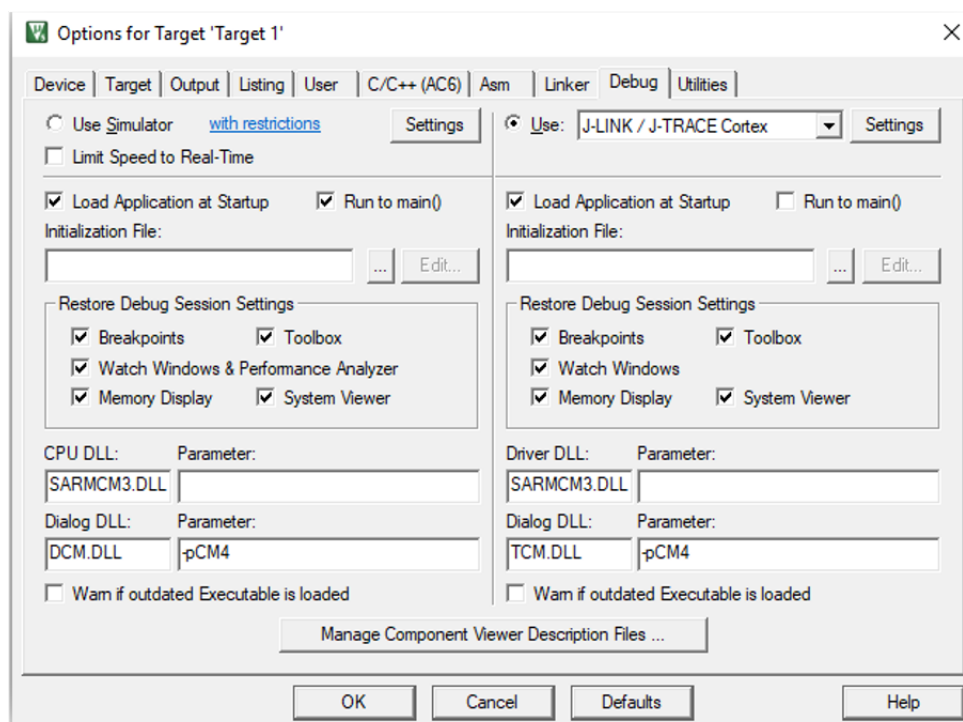 Options for Target 'Target 1'
Device Target Output Listing User C/C++ (AC6) Asm Linker Debug Utilities
Use Simulator with restrictions Settings
Limit Speed to Real-Time
Load Application at Startup Run to main()
Initialization File:
... Edit...
Restore Debug Session Settings
Breakpoints Toolbox
Watch Windows & Performance Analyzer
Memory Display System Viewer
CPU DLL: Parameter:
SARMCM3.DLL
Dialog DLL: Parameter:
DCM.DLL -pCM4
Warn if outdated Executable is loaded
Use: J-LINK / J-TRACE Cortex Settings
Load Application at Startup Run to main()
Initialization File:
... Edit...
Restore Debug Session Settings
Breakpoints Toolbox
Watch Windows
Memory Display System Viewer
Driver DLL: Parameter:
SARMCM3.DLL
Dialog DLL: Parameter:
TCM.DLL -pCM4
Warn if outdated Executable is loaded
Manage Component Viewer Description Files ...
OK Cancel Defaults Help